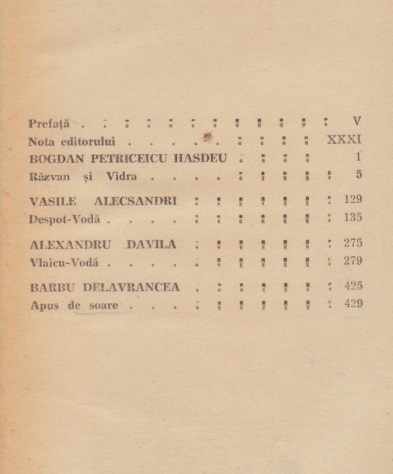 Prefață . . . . . . . . . . . . V
Nota editorului . . . . . . . . . XXXI
BOGDAN PETRICEICU HASDEU . . . . 1
Răzvan și Vidra . . . . . . . . . 5
VASILE ALECSANDRI . . . . . . . 129
Despot-Vodă . . . . . . . . . . 135
ALEXANDRU DAVILA . . . . . . . 275
Vlaicu-Vodă . . . . . . . . . . 279
BARBU DELAVRANCEA . . . . . . . 425
Apus de soare . . . . . . . . . 429